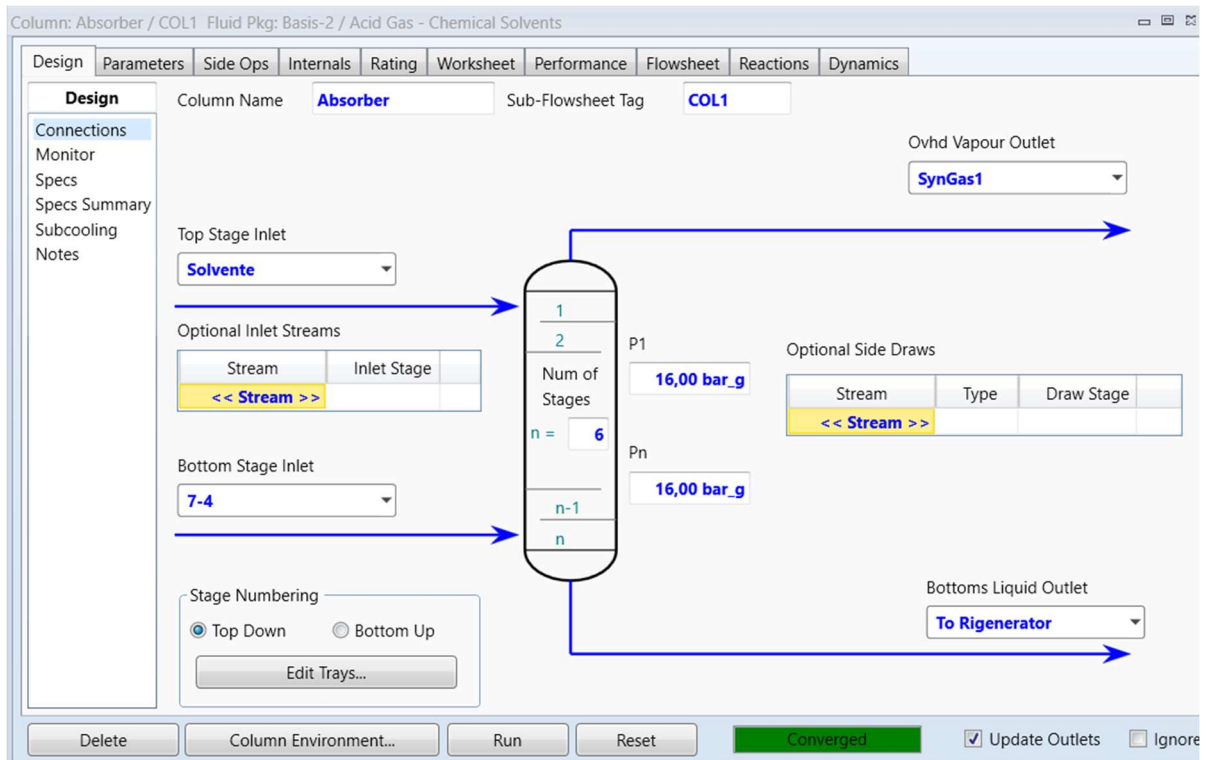 Column: Absorber / COL1 Fluid Pkg: Basis-2 / Acid Gas - Chemical Solvents
Design Parameters Side Ops Internals Rating Worksheet Performance Flowsheet Reactions Dynamics
Design
Connections
Monitor
Specs
Specs Summary
Subcooling
Notes
Column Name Absorber Sub-Flowsheet Tag COL1
Ovhd Vapour Outlet
SynGas1
Top Stage Inlet
Solvente
Optional Inlet Streams
Stream Inlet Stage
<< Stream >>
Bottom Stage Inlet
7-4
1
2
Num of
Stages
n = 6
n-1
n
P1
16,00 bar_g
Pn
16,00 bar_g
Optional Side Draws
Stream Type Draw Stage
<< Stream >>
Stage Numbering
Top Down Bottom Up
Edit Trays...
Bottoms Liquid Outlet
To Rigenerator
Delete Column Environment... Run Reset Converged Update Outlets Ignore